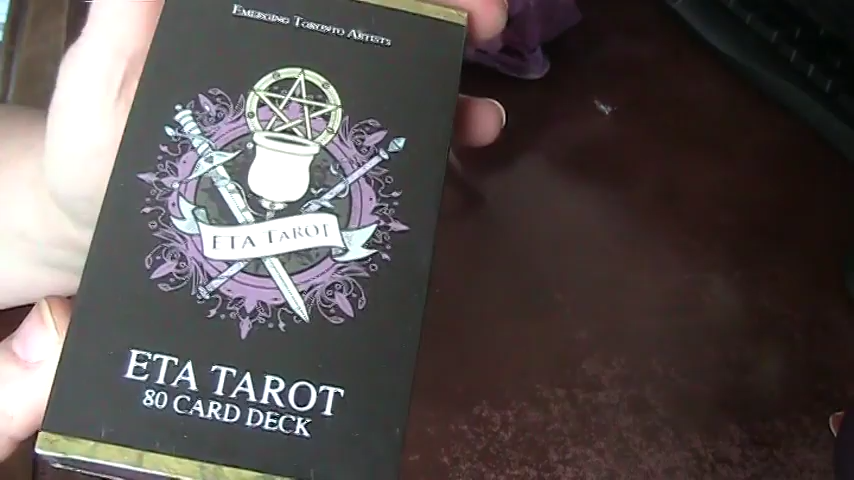 Emerging Toronto Artists
ETA TAROT
ETA TAROT
80 CARD DECK